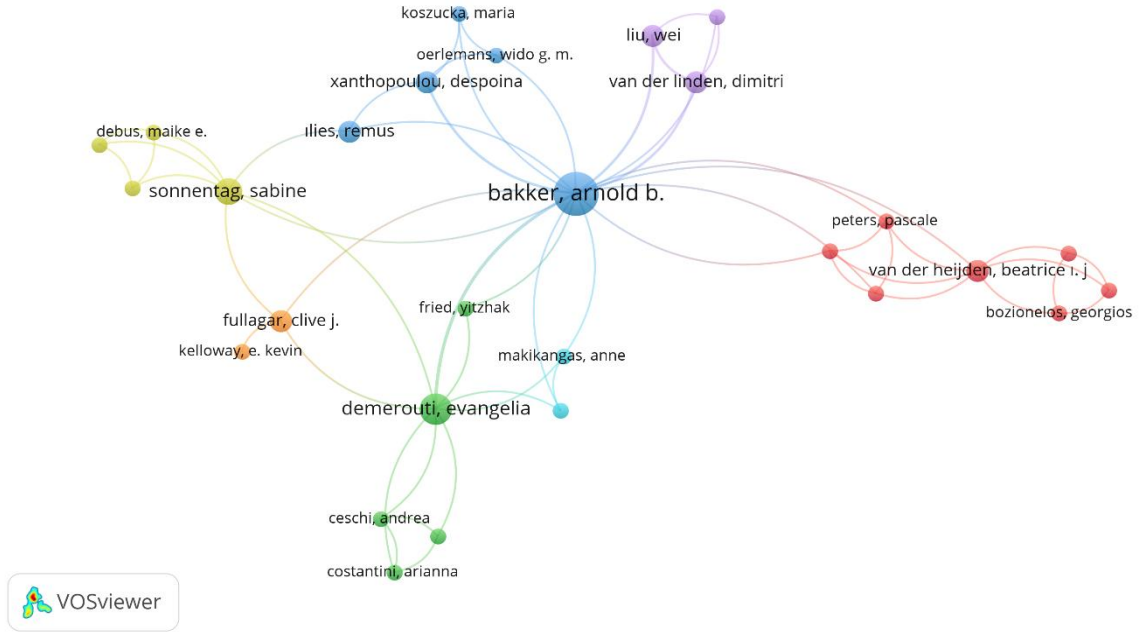 koszucka, maria
liu, wei
oerlemans, wido g. m.
xanthopoulou, despoina
van der linden, dimitri
debus, maike e.
ılies, remus
sonnentag, sabine
bakker, arnold b.
peters, pascale
van der heijden, beatrice ı. j
fried, yitzhak
bozionelos, georgios
fullagar, clive j.
kelloway, e. kevin
makikangas, anne
demerouti, evangelia
ceschi, andrea
costantini, arianna
VOSviewer